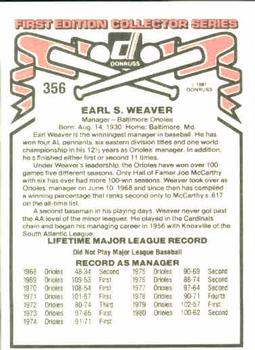 FIRST EDITION COLLECTOR SERIES
DONRUSS
356
© 1981
DONRUSS
EARL S. WEAVER
Manager—Baltimore Orioles
Born: Aug. 14, 1930 Home: Baltimore, Md.
Earl Weaver is the winningest manager in baseball. He has
won four AL pennants, six eastern division titles and one world
championship in his 12½ years as Orioles manager. In addition,
he's finished either first or second 11 times.
Under Weaver's leadership, the Orioles have won over 100
games five different seasons. Only Hall of Famer Joe McCarthy
with six has ever had more 100-win seasons. Weaver took over as
Orioles manager on June 10, 1968 and since then has compiled
a winning percentage that ranks second only to McCarthy's .617
on the all-time list.
A second baseman in his playing days, Weaver never got past
the AA level of the minor leagues. He played in the Cardinals
chain and began his managing career in 1956 with Knoxville of the
South Atlantic League.
LIFETIME MAJOR LEAGUE RECORD
Did Not Play Major League Baseball
RECORD AS MANAGER
1968 Orioles 48-34 Second 1975 Orioles 90-69 Second
1969 Orioles 109-53 First 1976 Orioles 88-74 Second
1970 Orioles 108-54 First 1977 Orioles 97-64 Second
1971 Orioles 101-57 First 1978 Orioles 90-71 Fourth
1972 Orioles 80-74 Third 1979 Orioles 102-57 First
1973 Orioles 97-65 First 1980 Orioles 100-62 Second
1974 Orioles 91-71 First